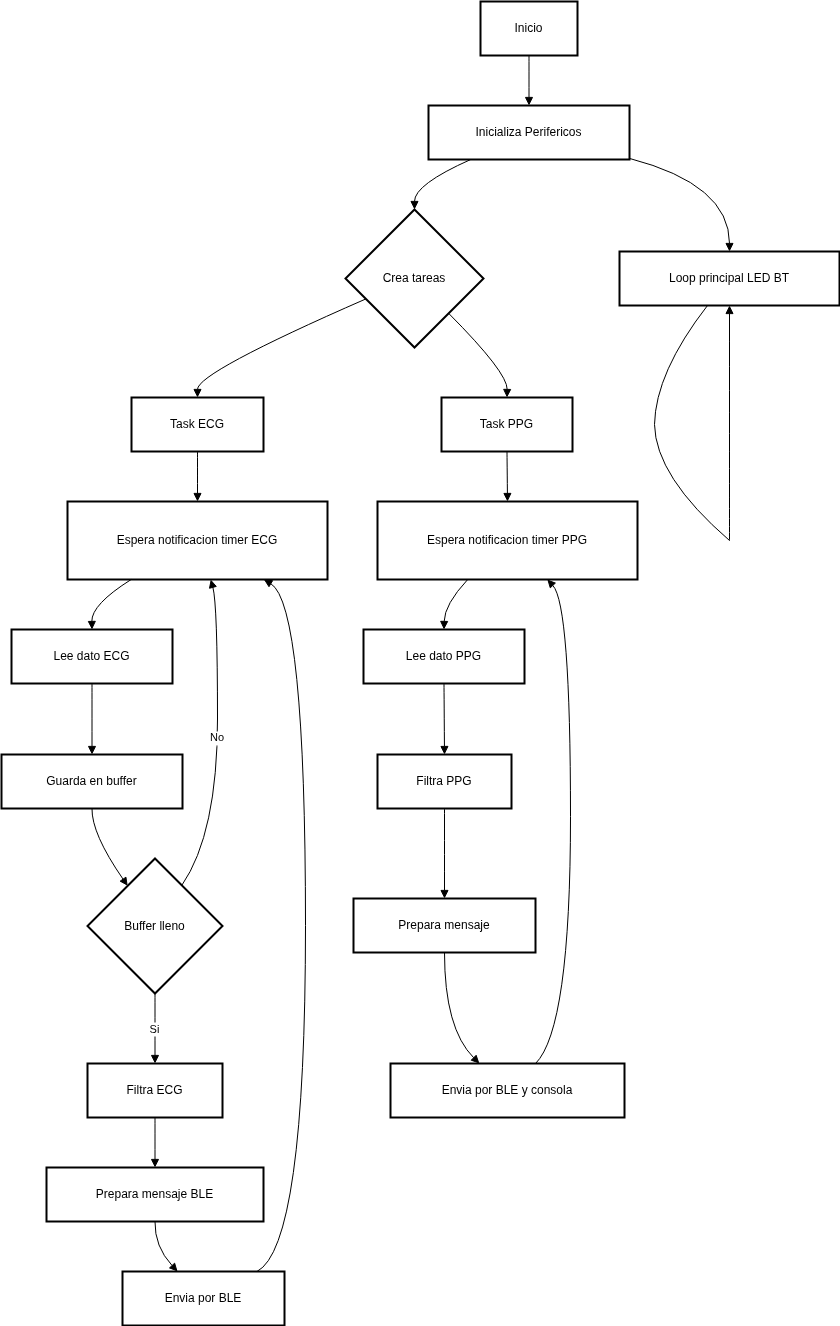 Inicio
Inicializa Perifericos
Crea tareas
Loop principal LED BT
Task ECG
Task PPG
Espera notificacion timer ECG
Espera notificacion timer PPG
Lee dato ECG
Lee dato PPG
No
Guarda en buffer
Filtra PPG
Buffer lleno
Prepara mensaje
Si
Filtra ECG
Envia por BLE y consola
Prepara mensaje BLE
Envia por BLE